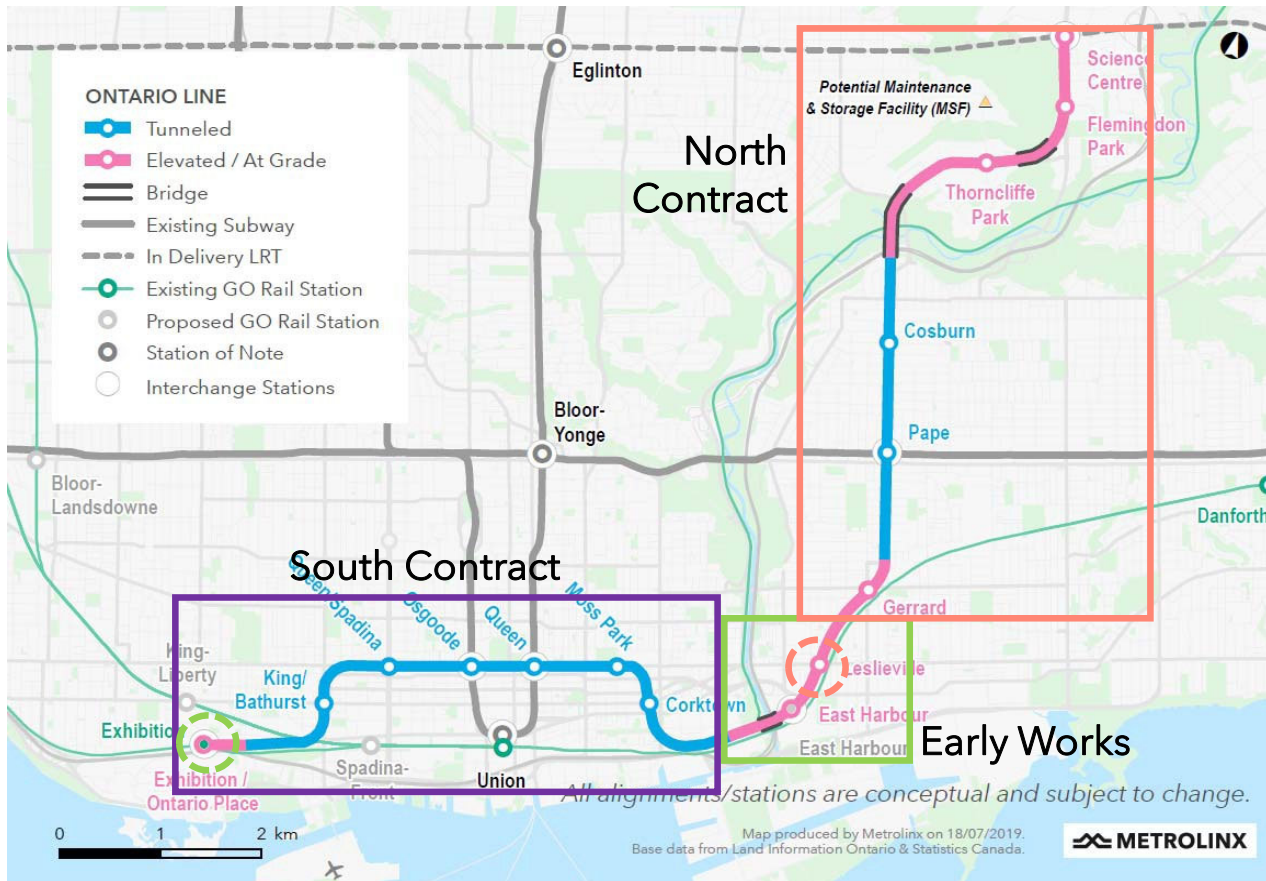 Eglinton
ONTARIO LINE
Tunneled
Elevated / At Grade
Bridge
Existing Subway
In Delivery LRT
Existing GO Rail Station
Proposed GO Rail Station
Station of Note
Interchange Stations
Potential Maintenance
& Storage Facility (MSF)
Science
Centre
Flemingdon
Park
North
Contract
Thorncliffe
Park
Cosburn
Bloor-
Yonge
Pape
Bloor-
Landsdowne
Danforth
South Contract
Queen/Spadina
Osgoode
Queen
Moss Park
Gerrard
King-
Liberty
King/
Bathurst
Corktown
Leslieville
East Harbour
East Harbour
Early Works
Exhibition
Exhibition /
Ontario Place
Spadina-
Front
Union
All alignments/stations are conceptual and subject to change.
0 1 2 km
Map produced by Metrolinx on 18/07/2019.
Base data from Land Information Ontario & Statistics Canada.
METROLINX